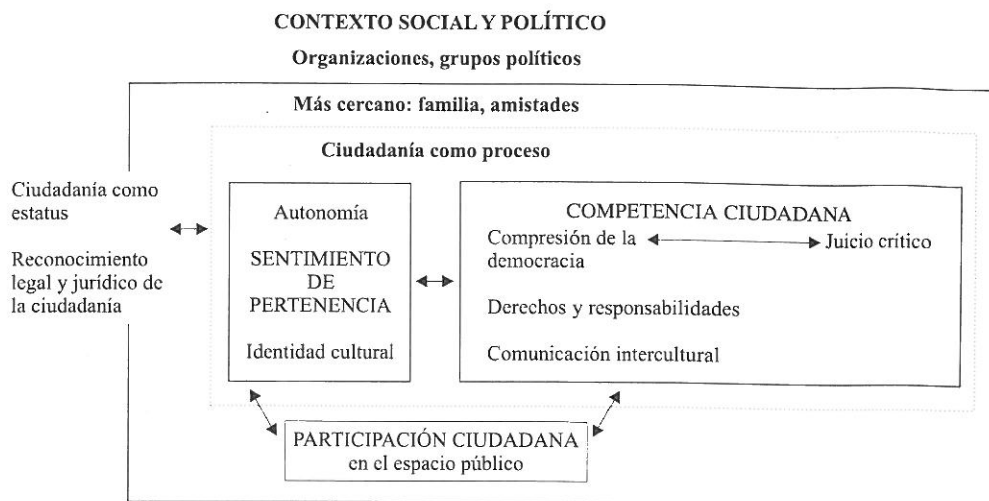 CONTEXTO SOCIAL Y POLÍTICO
Organizaciones, grupos políticos
Más cercano: familia, amistades
Ciudadanía como proceso
Ciudadanía como
estatus
Reconocimiento
legal y jurídico de
la ciudadanía
Autonomía
SENTIMIENTO
DE
PERTENENCIA
Identidad cultural
COMPETENCIA CIUDADANA
Compresión de la
democracia
Juicio crítico
Derechos y responsabilidades
Comunicación intercultural
PARTICIPACIÓN CIUDADANA
en el espacio público